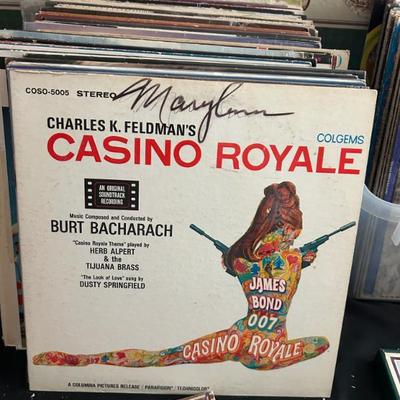 COSO-5005 STEREO
Marylinn
CHARLES K. FELDMAN'S
COLGEMS
CASINO ROYALE
AN ORIGINAL
SOUNDTRACK
RECORDING
Music Composed and Conducted by
BURT BACHARACH
"Casino Royale Theme" played by
HERB ALPERT
& the
TIJUANA BRASS
"The Look of Love" sung by
DUSTY SPRINGFIELD
JAMES
BOND
007
CASINO ROYALE
A COLUMBIA PICTURES RELEASE / PANAVISION® / TECHNICOLOR®